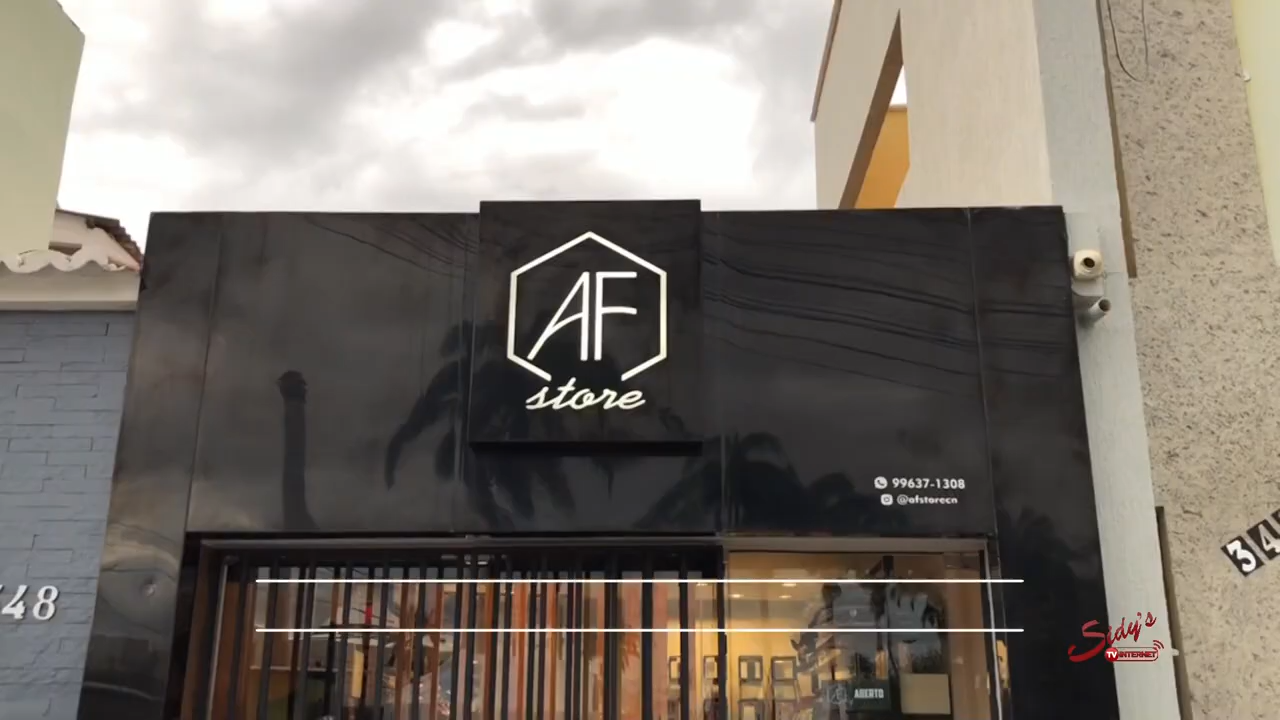 AF
store
99637-1308
@afstorecn
48
34
ABERTO
Sidy's
TV INTERNET